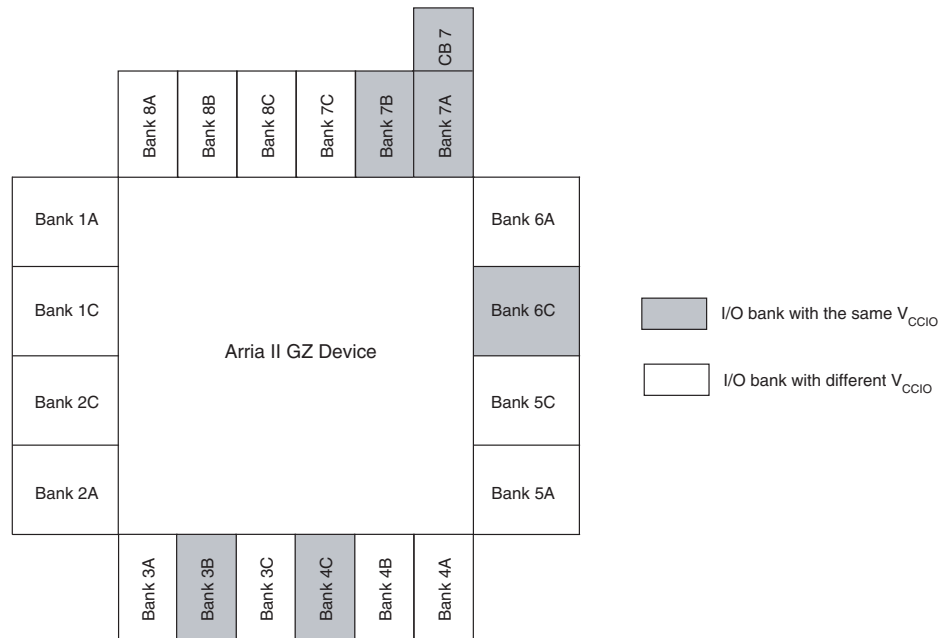 CB 7
Bank 8A
Bank 8B
Bank 8C
Bank 7C
Bank 7B
Bank 7A
Bank 1A
Bank 6A
Bank 1C
Bank 6C
I/O bank with the same VCCIO
Arria II GZ Device
I/O bank with different VCCIO
Bank 2C
Bank 5C
Bank 2A
Bank 5A
Bank 3A
Bank 3B
Bank 3C
Bank 4C
Bank 4B
Bank 4A